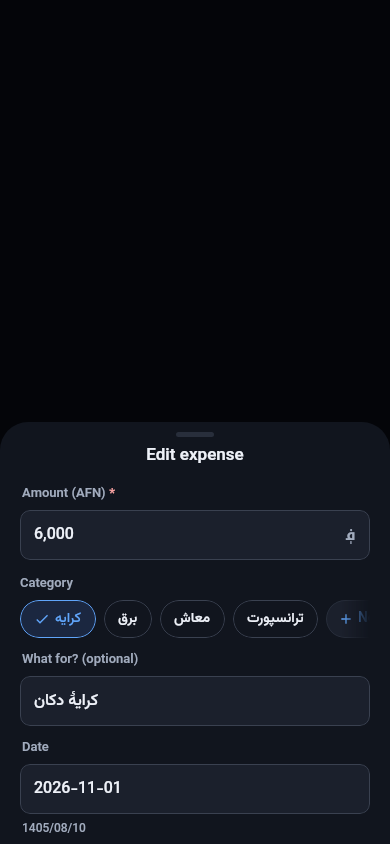 Edit expense
Amount (AFN) *
6,000 ؋
Category
کرایه برق معاش ترانسپورت +
What for? (optional)
کرایهٔ دکان
Date
2026-11-01
1405/08/10